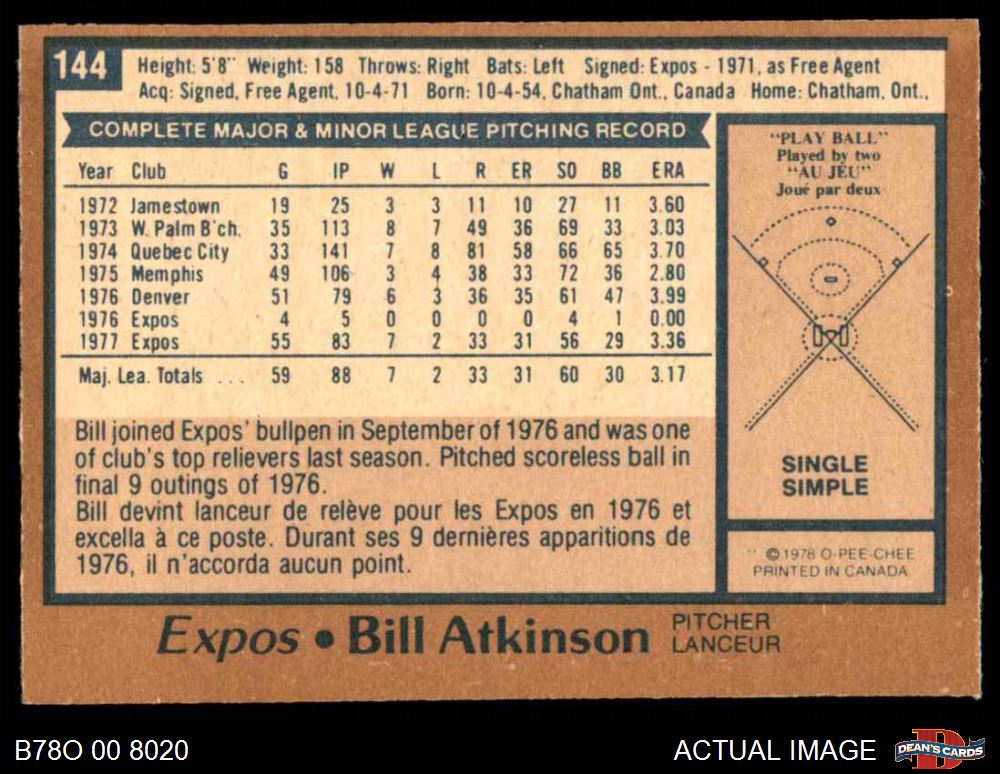 144
Height: 5'8" Weight: 158 Throws: Right Bats: Left Signed: Expos - 1971, as Free Agent
Acq: Signed, Free Agent, 10-4-71 Born: 10-4-54, Chatham Ont., Canada Home: Chatham, Ont.,
COMPLETE MAJOR & MINOR LEAGUE PITCHING RECORD
Year Club G IP W L R ER SO BB ERA
1972 Jamestown 19 25 3 3 11 10 27 11 3.60
1973 W. Palm B'ch. 35 113 8 7 49 36 69 33 3.03
1974 Quebec City 33 141 7 8 81 58 66 65 3.70
1975 Memphis 49 106 3 4 38 33 72 36 2.80
1976 Denver 51 79 6 3 36 35 61 47 3.99
1976 Expos 4 5 0 0 0 0 4 1 0.00
1977 Expos 55 83 7 2 33 31 56 29 3.36
Maj. Lea. Totals ... 59 88 7 2 33 31 60 30 3.17
Bill joined Expos' bullpen in September of 1976 and was one
of club's top relievers last season. Pitched scoreless ball in
final 9 outings of 1976.
Bill devint lanceur de relève pour les Expos en 1976 et
excella à ce poste. Durant ses 9 dernières apparitions de
1976, il n'accorda aucun point.
"PLAY BALL"
Played by two
"AU JEU"
Joué par deux
SINGLE
SIMPLE
©1978 O-PEE-CHEE
PRINTED IN CANADA
Expos • Bill Atkinson
PITCHER
LANCEUR
B78O 00 8020
ACTUAL IMAGE
D
DEAN'S CARDS